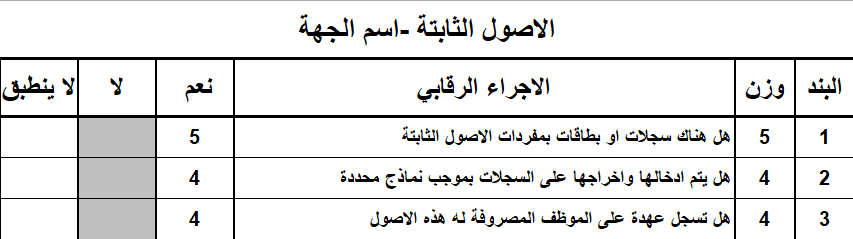 الاصول الثابتة -اسم الجهة
البند وزن الاجراء الرقابي نعم لا لا ينطبق
1 5 هل هناك سجلات او بطاقات بمفردات الاصول الثابتة 5
2 4 هل يتم ادخالها واخراجها على السجلات بموجب نماذج محددة 4
3 4 هل تسجل عهدة على الموظف المصروفة له هذه الاصول 4